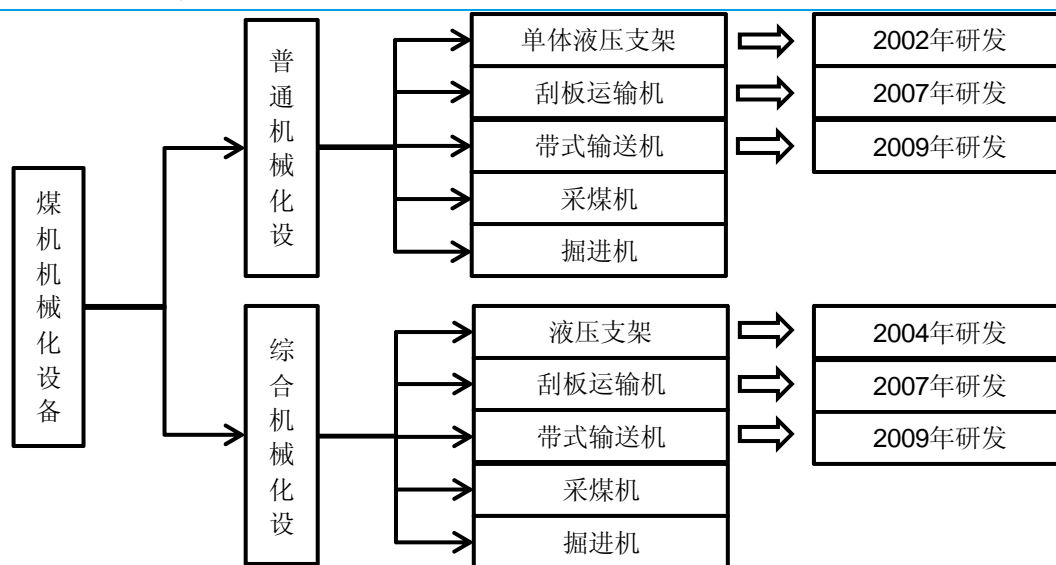 煤机机械化设备
普通机械化设
单体液压支架
2002年研发
刮板运输机
2007年研发
带式输送机
2009年研发
采煤机
掘进机
综合机械化设
液压支架
2004年研发
刮板运输机
2007年研发
带式输送机
2009年研发
采煤机
掘进机